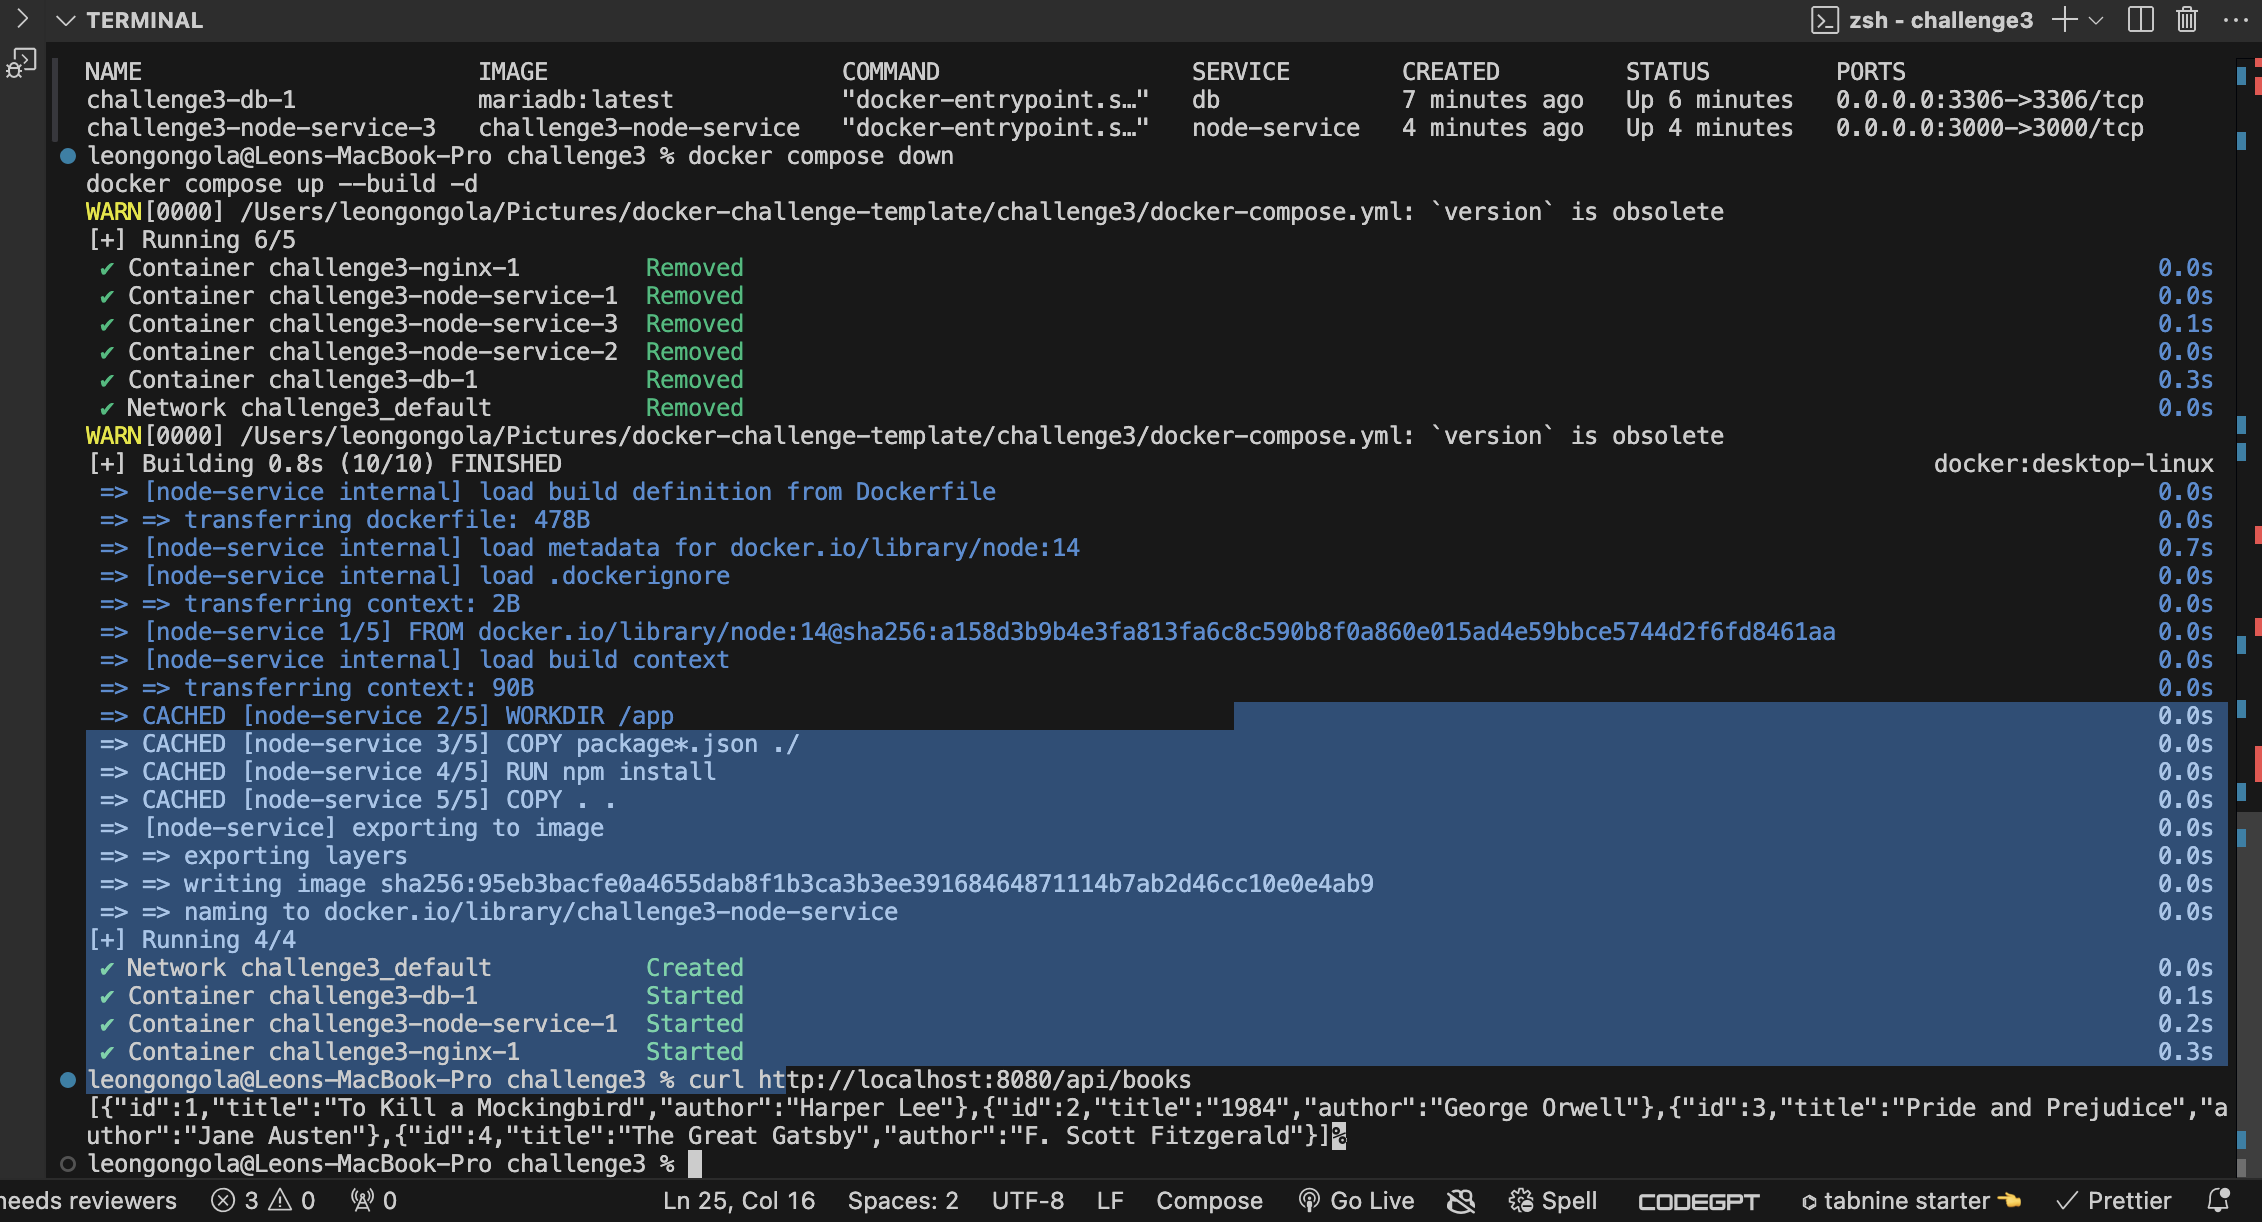 TERMINAL
zsh - challenge3
NAME IMAGE COMMAND SERVICE CREATED STATUS PORTS
challenge3-db-1 mariadb:latest "docker-entrypoint.s…" db 7 minutes ago Up 6 minutes 0.0.0.0:3306->3306/tcp
challenge3-node-service-3 challenge3-node-service "docker-entrypoint.s…" node-service 4 minutes ago Up 4 minutes 0.0.0.0:3000->3000/tcp
leongongola@Leons-MacBook-Pro challenge3 % docker compose down
docker compose up --build -d
WARN[0000] /Users/leongongola/Pictures/docker-challenge-template/challenge3/docker-compose.yml: `version` is obsolete
[+] Running 6/5
✔ Container challenge3-nginx-1 Removed 0.0s
✔ Container challenge3-node-service-1 Removed 0.0s
✔ Container challenge3-node-service-3 Removed 0.1s
✔ Container challenge3-node-service-2 Removed 0.0s
✔ Container challenge3-db-1 Removed 0.3s
✔ Network challenge3_default Removed 0.0s
WARN[0000] /Users/leongongola/Pictures/docker-challenge-template/challenge3/docker-compose.yml: `version` is obsolete
[+] Building 0.8s (10/10) FINISHED docker:desktop-linux
=> [node-service internal] load build definition from Dockerfile 0.0s
=> => transferring dockerfile: 478B 0.0s
=> [node-service internal] load metadata for docker.io/library/node:14 0.7s
=> [node-service internal] load .dockerignore 0.0s
=> => transferring context: 2B 0.0s
=> [node-service 1/5] FROM docker.io/library/node:14@sha256:a158d3b9b4e3fa813fa6c8c590b8f0a860e015ad4e59bbce5744d2f6fd8461aa 0.0s
=> [node-service internal] load build context 0.0s
=> => transferring context: 90B 0.0s
=> CACHED [node-service 2/5] WORKDIR /app 0.0s
=> CACHED [node-service 3/5] COPY package*.json ./ 0.0s
=> CACHED [node-service 4/5] RUN npm install 0.0s
=> CACHED [node-service 5/5] COPY . . 0.0s
=> [node-service] exporting to image 0.0s
=> => exporting layers 0.0s
=> => writing image sha256:95eb3bacfe0a4655dab8f1b3ca3b3ee39168464871114b7ab2d46cc10e0e4ab9 0.0s
=> => naming to docker.io/library/challenge3-node-service 0.0s
[+] Running 4/4
✔ Network challenge3_default Created 0.0s
✔ Container challenge3-db-1 Started 0.1s
✔ Container challenge3-node-service-1 Started 0.2s
✔ Container challenge3-nginx-1 Started 0.3s
leongongola@Leons-MacBook-Pro challenge3 % curl http://localhost:8080/api/books
[{"id":1,"title":"To Kill a Mockingbird","author":"Harper Lee"},{"id":2,"title":"1984","author":"George Orwell"},{"id":3,"title":"Pride and Prejudice","a
uthor":"Jane Austen"},{"id":4,"title":"The Great Gatsby","author":"F. Scott Fitzgerald"}]%
leongongola@Leons-MacBook-Pro challenge3 %
needs reviewers 3 0 0 Ln 25, Col 16 Spaces: 2 UTF-8 LF Compose Go Live Spell CODEGPT tabnine starter Prettier